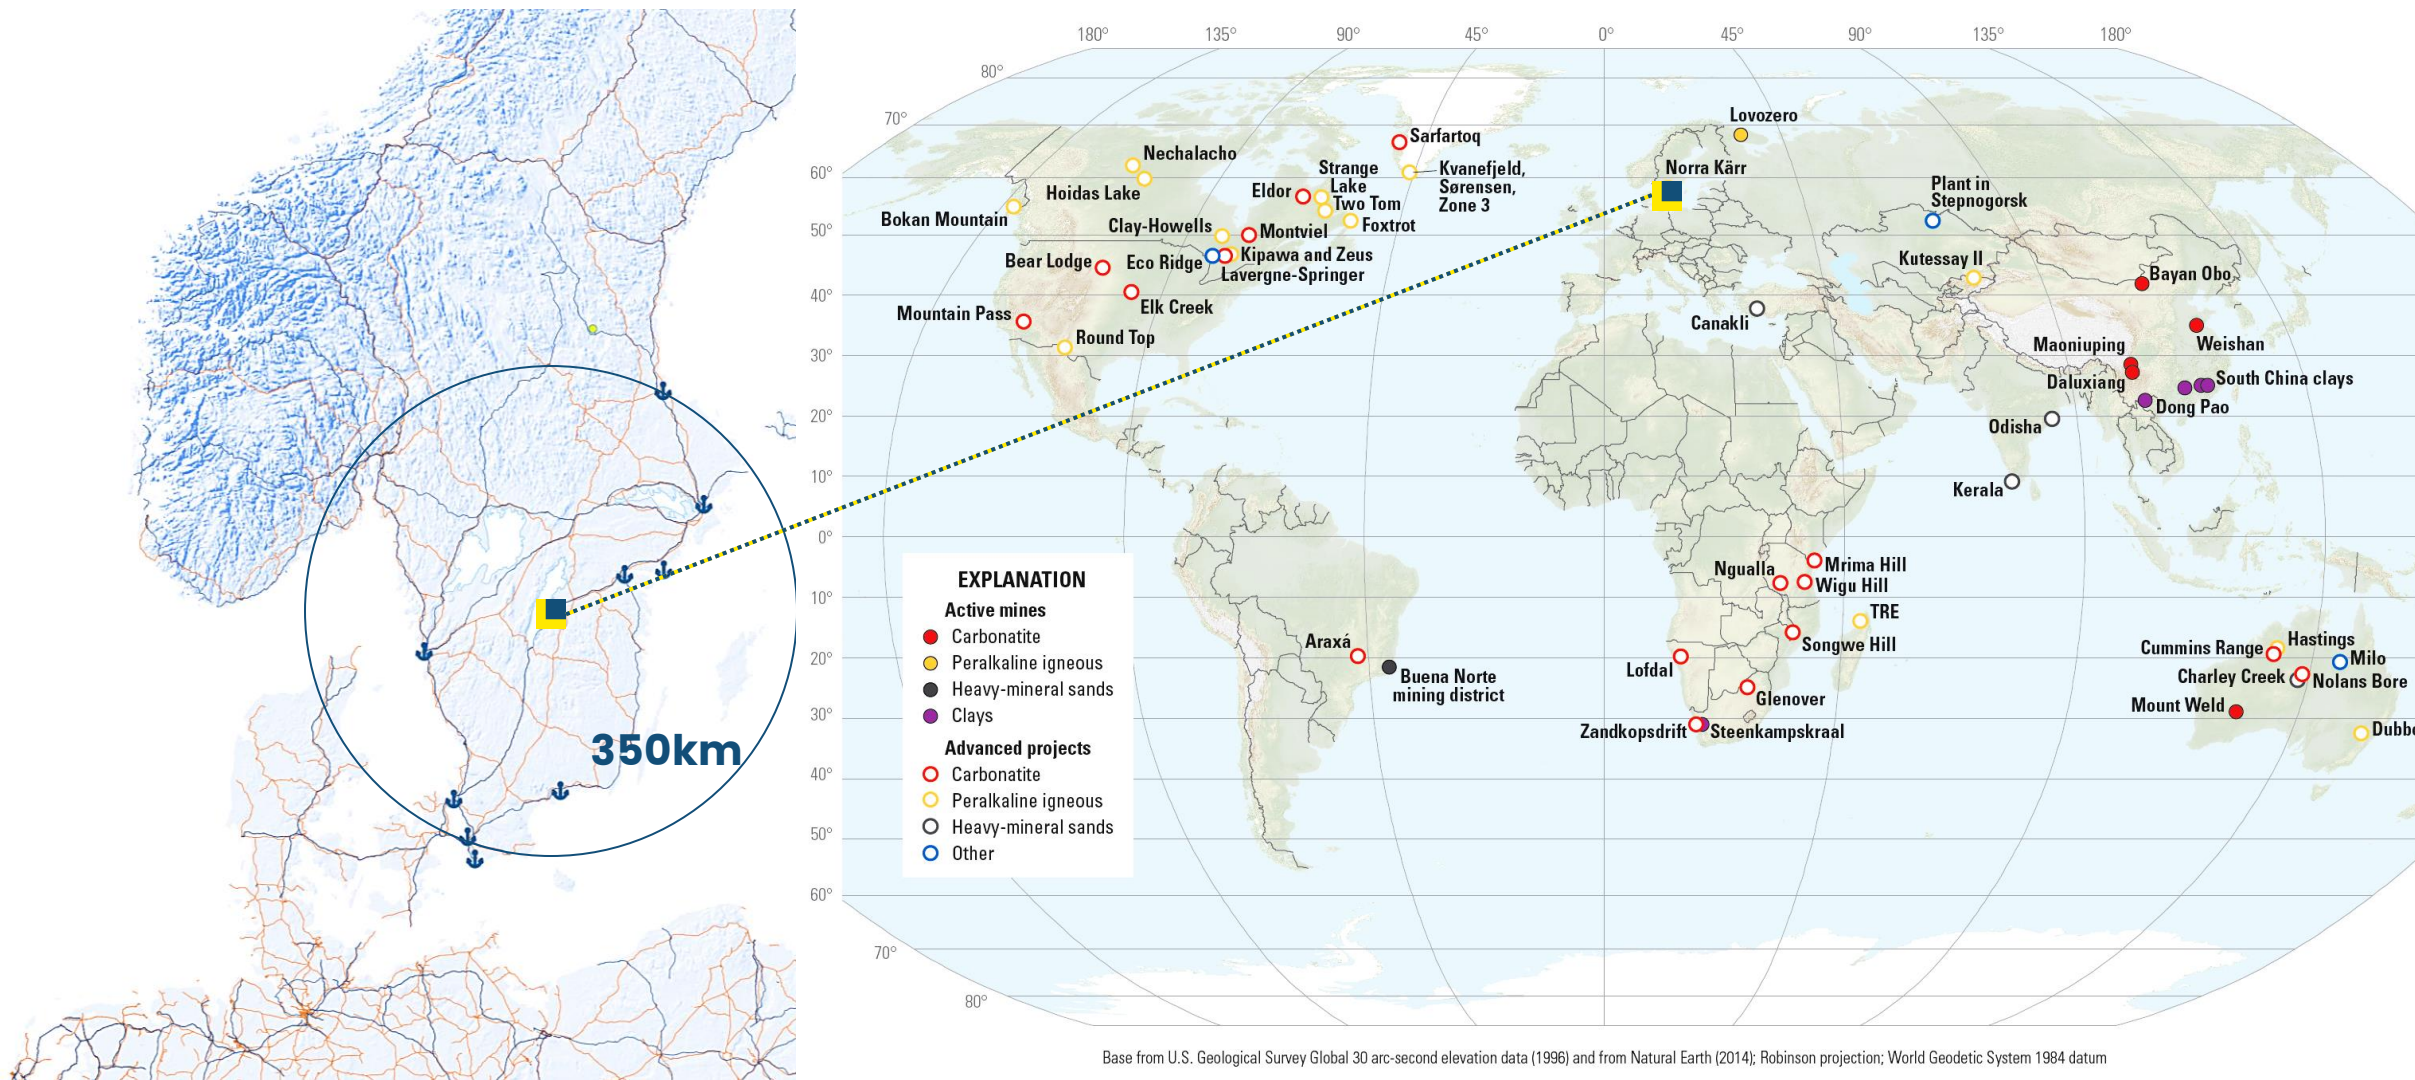 350km
180°
135°
90°
45°
0°
45°
90°
135°
180°
80°
70°
60°
50°
40°
30°
20°
10°
0°
10°
20°
30°
40°
50°
60°
70°
80°
Lovozero
Sarfartoq
Nechalacho
Strange
Lake
Kvanefjeld,
Sørensen,
Zone 3
Norra Kärr
Hoidas Lake
Eldor
Two Tom
Plant in
Stepnogorsk
Bokan Mountain
Clay-Howells
Montviel
Foxtrot
Bear Lodge
Eco Ridge
Kipawa and Zeus
Lavergne-Springer
Kutessay II
Bayan Obo
Elk Creek
Mountain Pass
Canakli
Round Top
Maoniuping
Weishan
Daluxiang
South China clays
Dong Pao
Odisha
Kerala
Ngualla
Mrima Hill
Wigu Hill
TRE
Araxá
Songwe Hill
Lofdal
Buena Norte
mining district
Glenover
Zandkopsdrift
Steenkampskraal
Cummins Range
Hastings
Milo
Charley Creek
Nolans Bore
Mount Weld
Dubbo
EXPLANATION
Active mines
Carbonatite
Peralkaline igneous
Heavy-mineral sands
Clays
Advanced projects
Carbonatite
Peralkaline igneous
Heavy-mineral sands
Other
Base from U.S. Geological Survey Global 30 arc-second elevation data (1996) and from Natural Earth (2014); Robinson projection; World Geodetic System 1984 datum